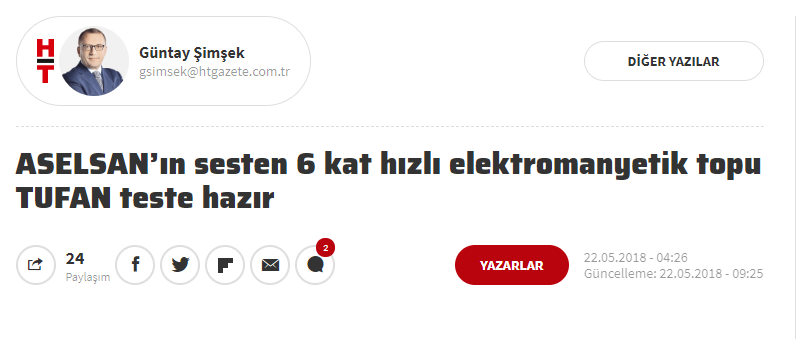 HT
Güntay Şimşek
gsimsek@htgazete.com.tr
DİĞER YAZILAR
ASELSAN’ın sesten 6 kat hızlı elektromanyetik topu
TUFAN teste hazır
24
Paylaşım
2
YAZARLAR
22.05.2018 - 04:26
Güncelleme: 22.05.2018 - 09:25